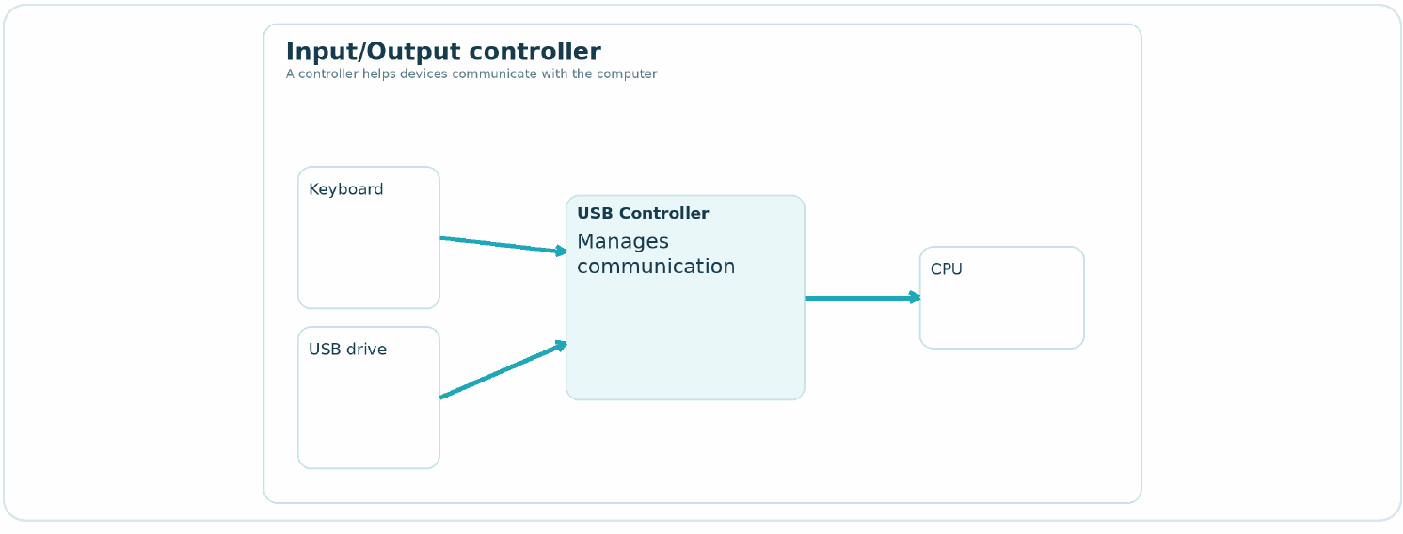 Input/Output controller
A controller helps devices communicate with the computer
Keyboard
USB drive
USB Controller
Manages
communication
CPU